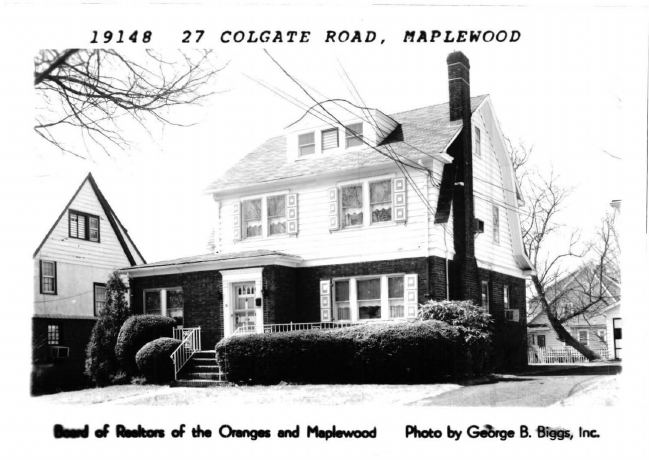 19148 27 COLGATE ROAD, MAPLEWOOD
Board of Realtors of the Oranges and Maplewood Photo by George B. Biggs, Inc.